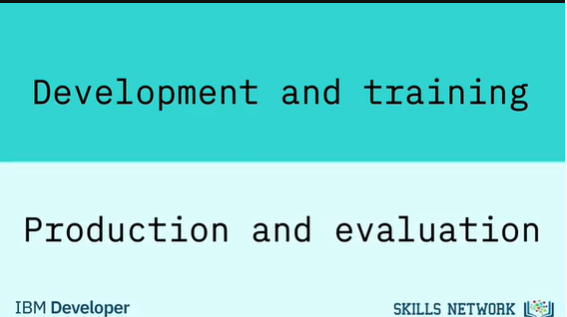 Development and training
Production and evaluation
IBM Developer
SKILLS NETWORK